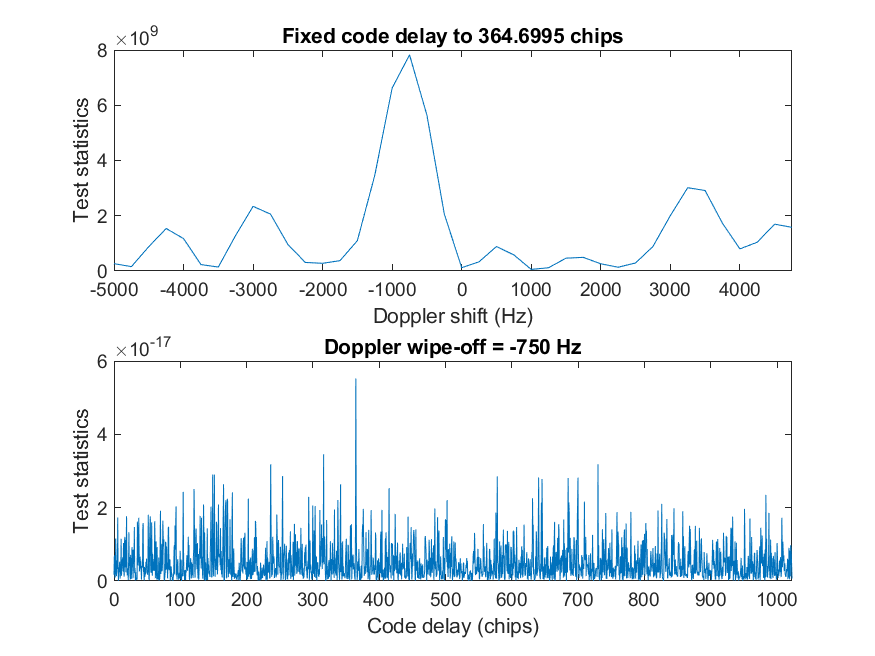 ×10^9
Fixed code delay to 364.6995 chips
8
6
4
2
0
Test statistics
-5000 -4000 -3000 -2000 -1000 0 1000 2000 3000 4000
Doppler shift (Hz)
×10^-17
Doppler wipe-off = -750 Hz
6
4
2
0
Test statistics
0 100 200 300 400 500 600 700 800 900 1000
Code delay (chips)